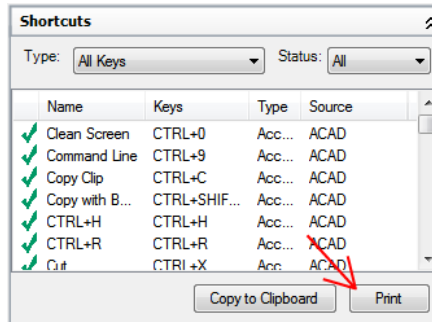 Shortcuts
Type: All Keys Status: All
Name Keys Type Source
Clean Screen CTRL+0 Acc... ACAD
Command Line CTRL+9 Acc... ACAD
Copy Clip CTRL+C Acc... ACAD
Copy with B... CTRL+SHIF... Acc... ACAD
CTRL+H CTRL+H Acc... ACAD
CTRL+R CTRL+R Acc... ACAD
Cut CTRL+X Acc... ACAD
Copy to Clipboard Print